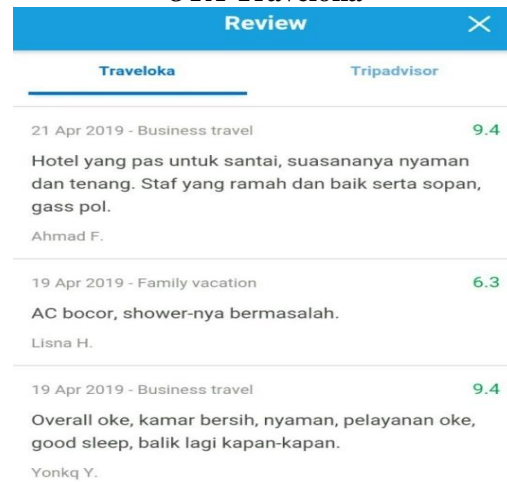 Review
Traveloka
Tripadvisor
21 Apr 2019 - Business travel 9.4
Hotel yang pas untuk santai, suasananya nyaman
dan tenang. Staf yang ramah dan baik serta sopan,
gass pol.
Ahmad F.
19 Apr 2019 - Family vacation 6.3
AC bocor, shower-nya bermasalah.
Lisna H.
19 Apr 2019 - Business travel 9.4
Overall oke, kamar bersih, nyaman, pelayanan oke,
good sleep, balik lagi kapan-kapan.
Yonkq Y.